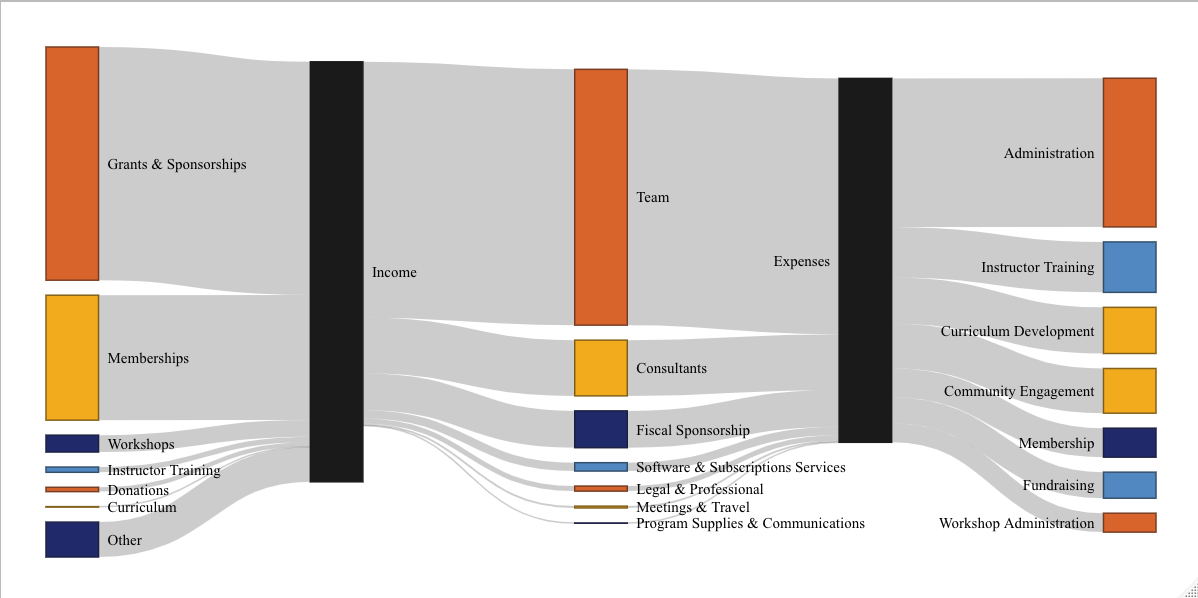 Grants & Sponsorships
Memberships
Workshops
Instructor Training
Donations
Curriculum
Other
Income
Team
Consultants
Fiscal Sponsorship
Software & Subscriptions Services
Legal & Professional
Meetings & Travel
Program Supplies & Communications
Expenses
Administration
Instructor Training
Curriculum Development
Community Engagement
Membership
Fundraising
Workshop Administration